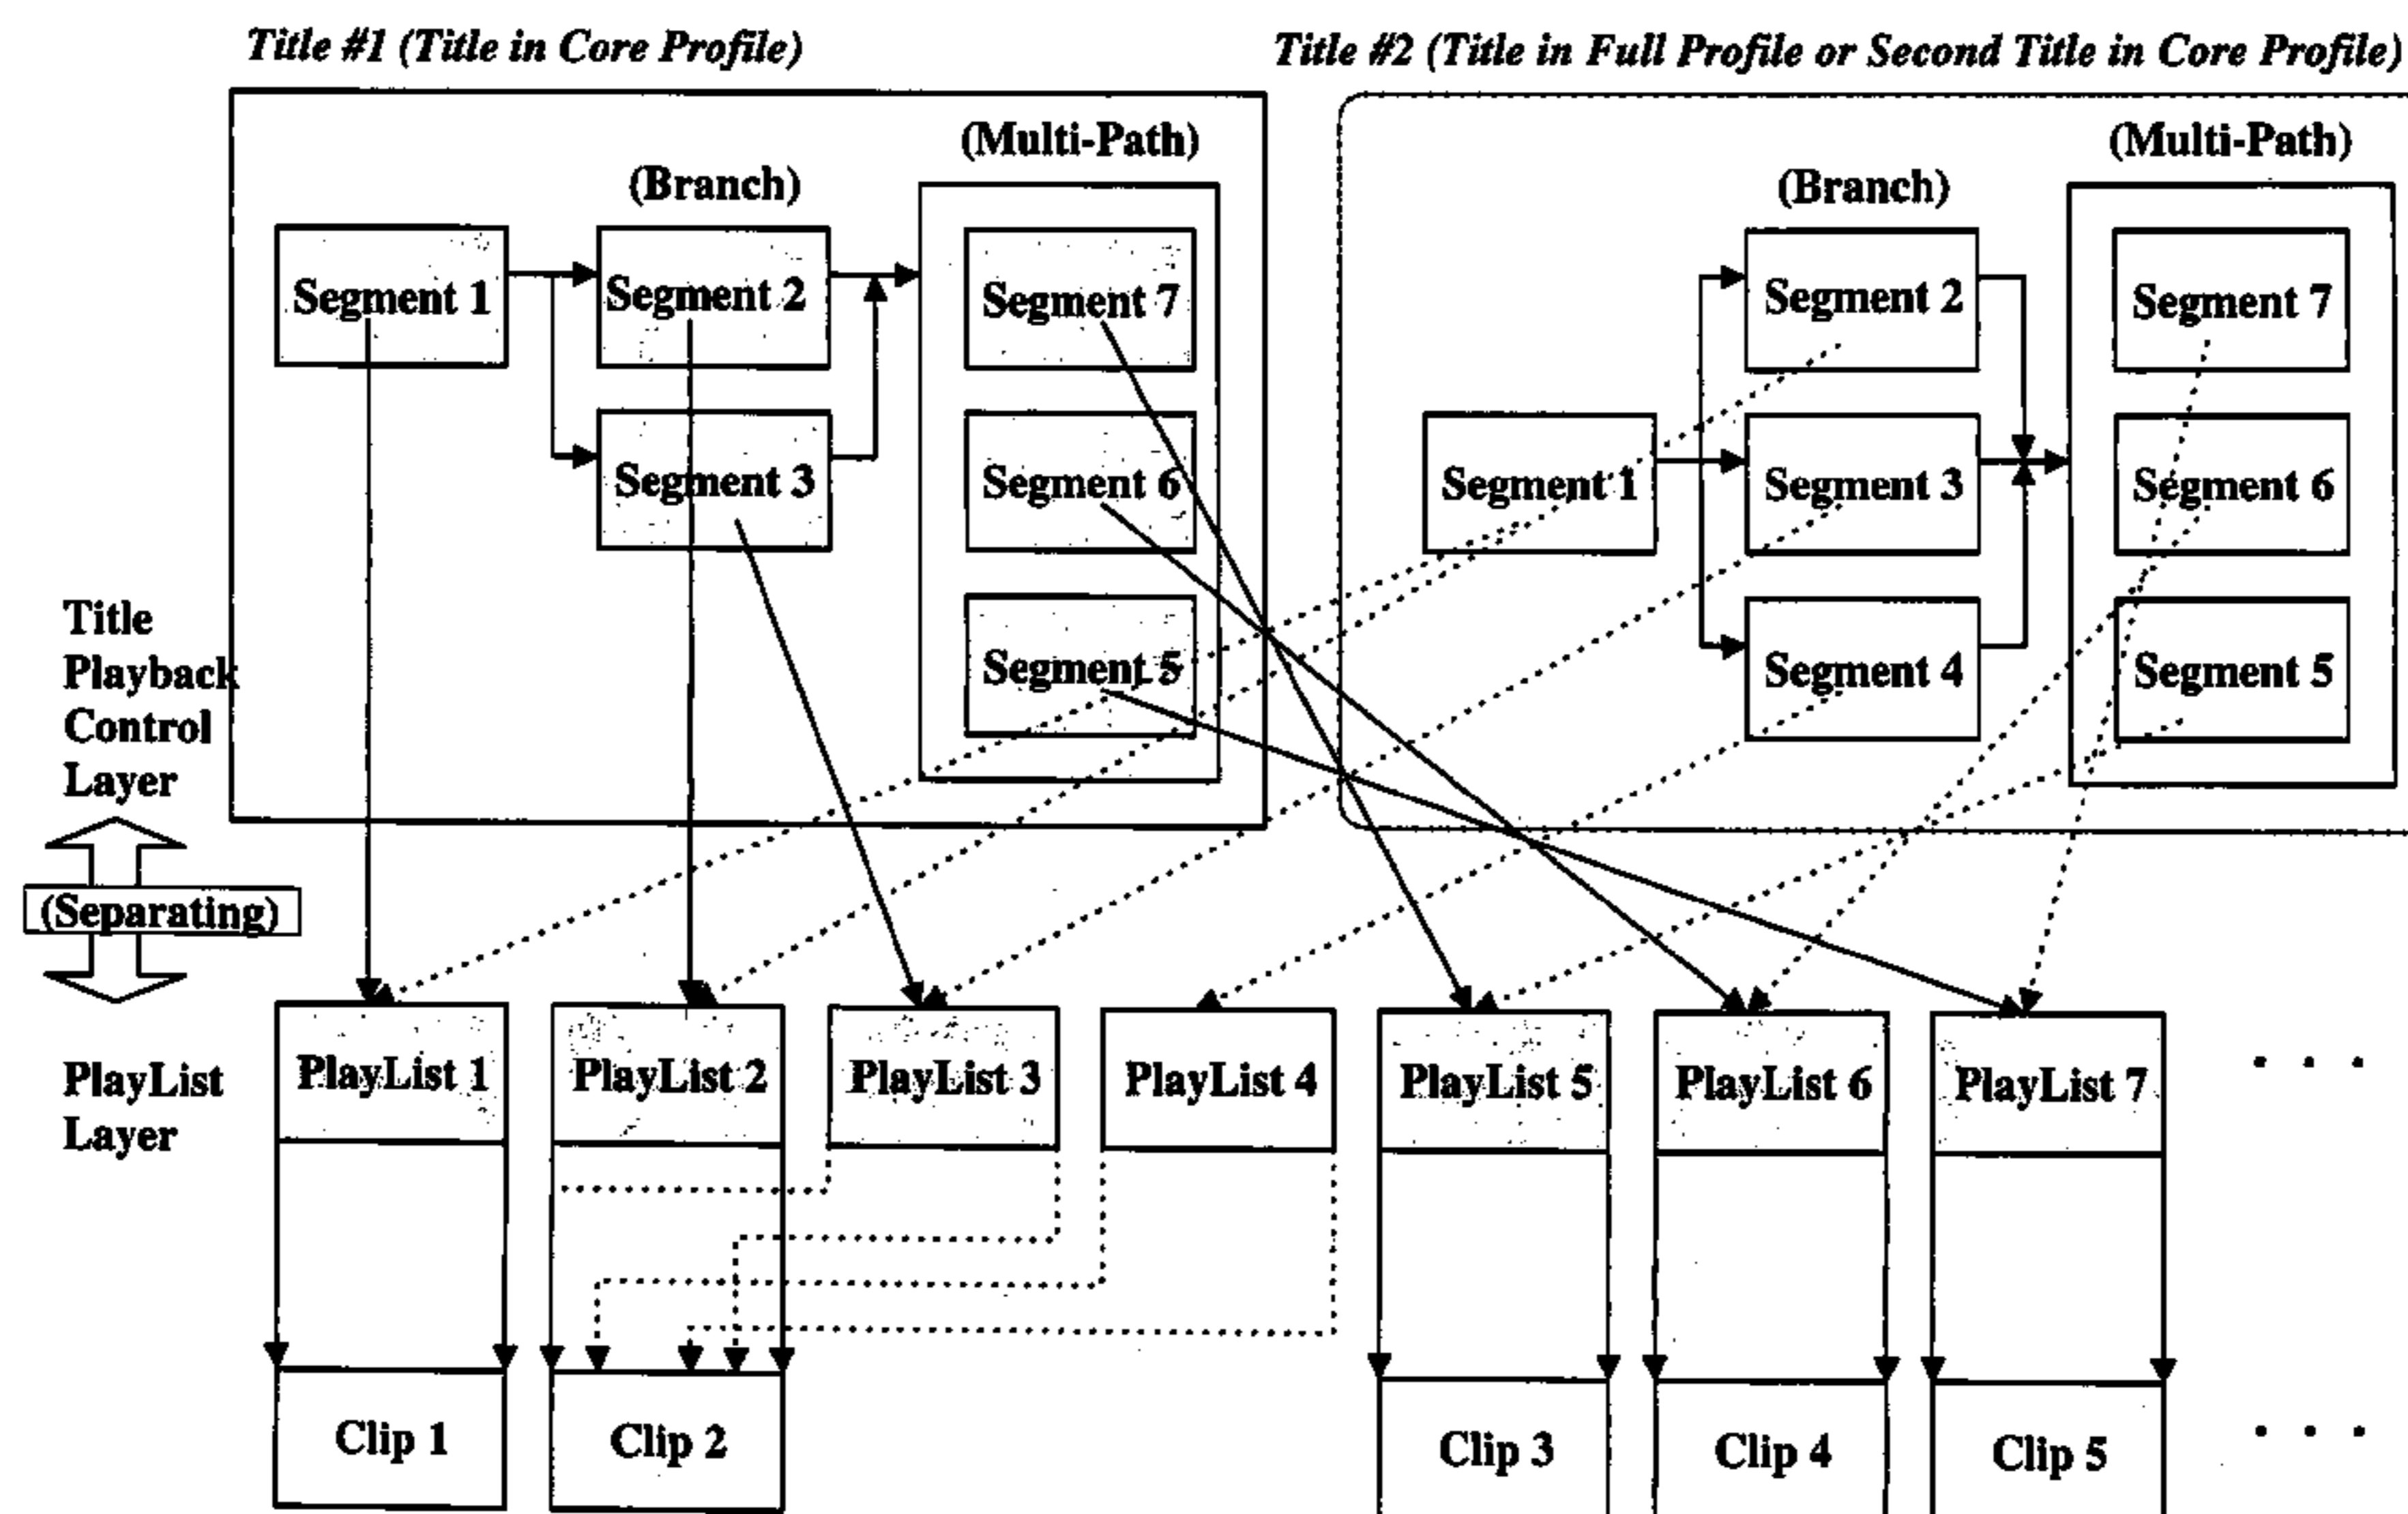 Title #1 (Title in Core Profile)
Title #2 (Title in Full Profile or Second Title in Core Profile)
(Multi-Path)
(Multi-Path)
(Branch)
(Branch)
Segment 1
Segment 2
Segment 7
Segment 2
Segment 7
Segment 3
Segment 6
Segment 1
Segment 3
Segment 6
Segment 5
Segment 4
Segment 5
Title
Playback
Control
Layer
(Separating)
PlayList
Layer
PlayList 1
PlayList 2
PlayList 3
PlayList 4
PlayList 5
PlayList 6
PlayList 7
. . .
Clip 1
Clip 2
Clip 3
Clip 4
Clip 5
. . .